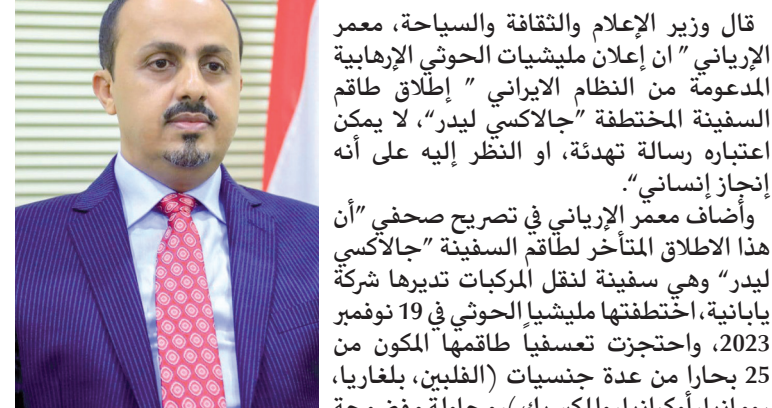 قال وزير الإعلام والثقافة والسياحة، معمر
الإرياني " ان إعلان مليشيات الحوثي الإرهابية
المدعومة من النظام الايراني " إطلاق طاقم
السفينة المختطفة "جالاكسي ليدر"، لا يمكن
اعتباره رسالة تهدئة، او النظر إليه على أنه
إنجاز إنساني".
وأضاف معمر الإرياني في تصريح صحفي "أن
هذا الاطلاق المتأخر لطاقم السفينة "جالاكسي
ليدر" وهي سفينة لنقل المركبات تديرها شركة
يابانية، اختطفتها مليشيا الحوثي في 19 نوفمبر
2023، واحتجزت تعسفياً طاقمها المكون من
25 بحارا من عدة جنسيات (الفلبين، بلغاريا،